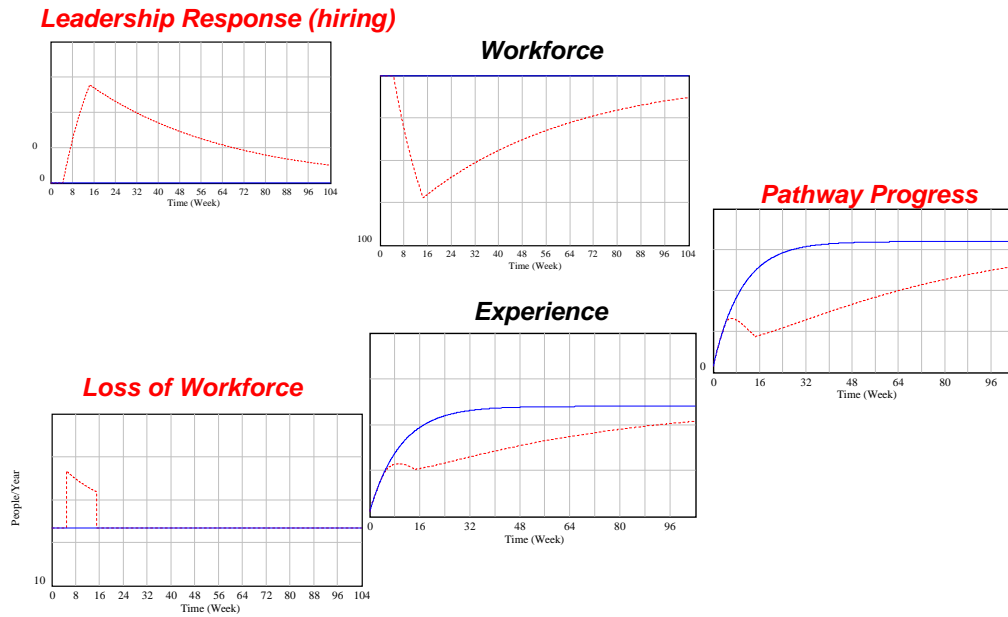 Leadership Response (hiring)
0
0
0 8 16 24 32 40 48 56 64 72 80 88 96 104
Time (Week)
Workforce
100
0 8 16 24 32 40 48 56 64 72 80 88 96 104
Time (Week)
Pathway Progress
0
0 16 32 48 64 80 96
Time (Week)
Experience
0 16 32 48 64 80 96
Time (Week)
Loss of Workforce
People/Year
10
0 8 16 24 32 40 48 56 64 72 80 88 96 104
Time (Week)